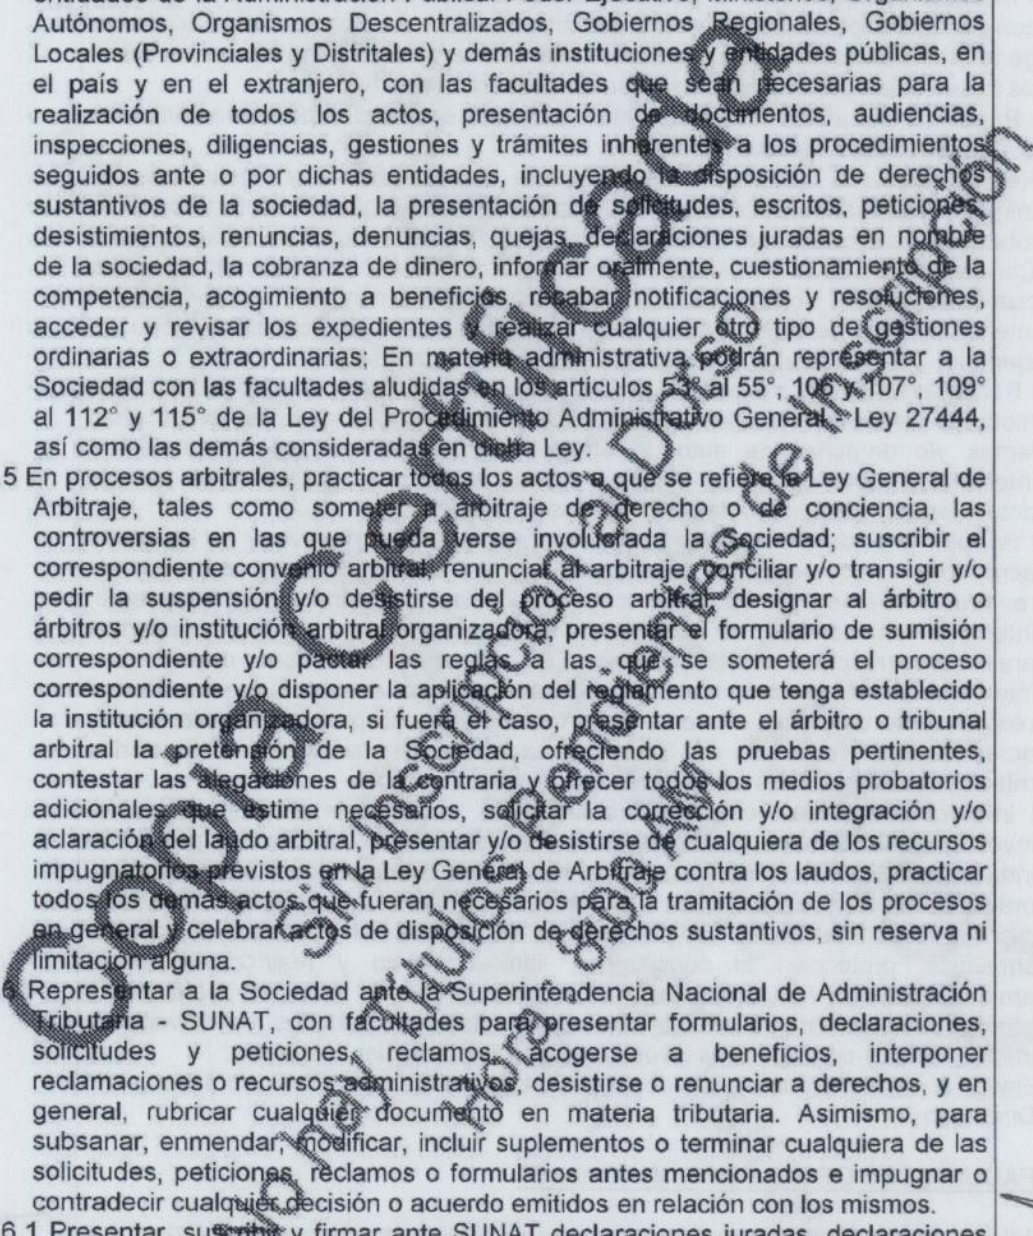 Autónomos, Organismos Descentralizados, Gobiernos Regionales, Gobiernos
Locales (Provinciales y Distritales) y demás instituciones y entidades públicas, en
el país y en el extranjero, con las facultades que sean necesarias para la
realización de todos los actos, presentación de documentos, audiencias,
inspecciones, diligencias, gestiones y trámites inherentes a los procedimientos
seguidos ante o por dichas entidades, incluyendo la disposición de derechos
sustantivos de la sociedad, la presentación de solicitudes, escritos, peticiones,
desistimientos, renuncias, denuncias, quejas, declaraciones juradas en nombre
de la sociedad, la cobranza de dinero, informar oralmente, cuestionamiento de la
competencia, acogimiento a beneficios, recabar notificaciones y resoluciones,
acceder y revisar los expedientes y realizar cualquier otro tipo de gestiones
ordinarias o extraordinarias; En materia administrativa podrán representar a la
Sociedad con las facultades aludidas en los artículos 53° al 55°, 106 y 107°, 109°
al 112° y 115° de la Ley del Procedimiento Administrativo General - Ley 27444,
así como las demás consideradas en dicha Ley.
5 En procesos arbitrales, practicar todos los actos a que se refiere la Ley General de
Arbitraje, tales como someter a arbitraje de derecho o de conciencia, las
controversias en las que pueda verse involucrada la Sociedad; suscribir el
correspondiente convenio arbitral, renunciar al arbitraje, conciliar y/o transigir y/o
pedir la suspensión y/o desistirse del proceso arbitral, designar al árbitro o
árbitros y/o institución arbitral organizadora, presentar el formulario de sumisión
correspondiente y/o pactar las reglas a las que se someterá el proceso
correspondiente y/o disponer la aplicación del reglamento que tenga establecido
la institución organizadora, si fuera el caso, presentar ante el árbitro o tribunal
arbitral la pretensión de la Sociedad, ofreciendo las pruebas pertinentes,
contestar las alegaciones de la contraria y ofrecer todos los medios probatorios
adicionales que estime necesarios, solicitar la corrección y/o integración y/o
aclaración del laudo arbitral, presentar y/o desistirse de cualquiera de los recursos
impugnatorios previstos en la Ley General de Arbitraje contra los laudos, practicar
todos los demás actos que fueran necesarios para la tramitación de los procesos
en general y celebrar actos de disposición de derechos sustantivos, sin reserva ni
limitación alguna.
6 Representar a la Sociedad ante la Superintendencia Nacional de Administración
Tributaria - SUNAT, con facultades para presentar formularios, declaraciones,
solicitudes y peticiones, reclamos, acogerse a beneficios, interponer
reclamaciones o recursos administrativos, desistirse o renunciar a derechos, y en
general, rubricar cualquier documento en materia tributaria. Asimismo, para
subsanar, enmendar, modificar, incluir suplementos o terminar cualquiera de las
solicitudes, peticiones, reclamos o formularios antes mencionados e impugnar o
contradecir cualquier decisión o acuerdo emitidos en relación con los mismos.
6.1 Presentar, suscribir y firmar ante SUNAT declaraciones juradas, declaraciones
Copia Certificada
Sin Inscripción al Dorso
No hay Títulos Pendientes de Inscripción
Hora: